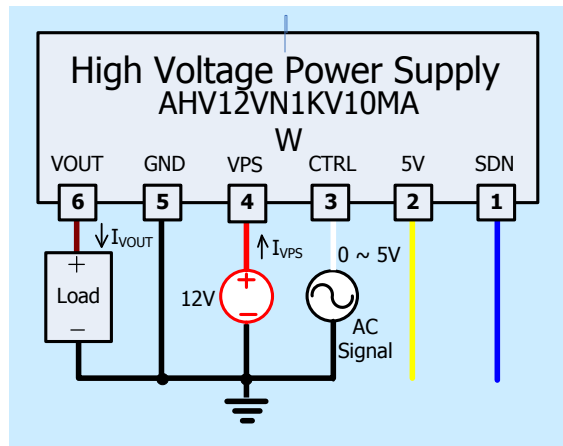 High Voltage Power Supply
AHV12VN1KV10MA
W
VOUT GND VPS CTRL 5V SDN
6 5 4 3 2 1
IVOUT IVPS 0 ~ 5V
+ +
Load 12V
− −
AC
Signal